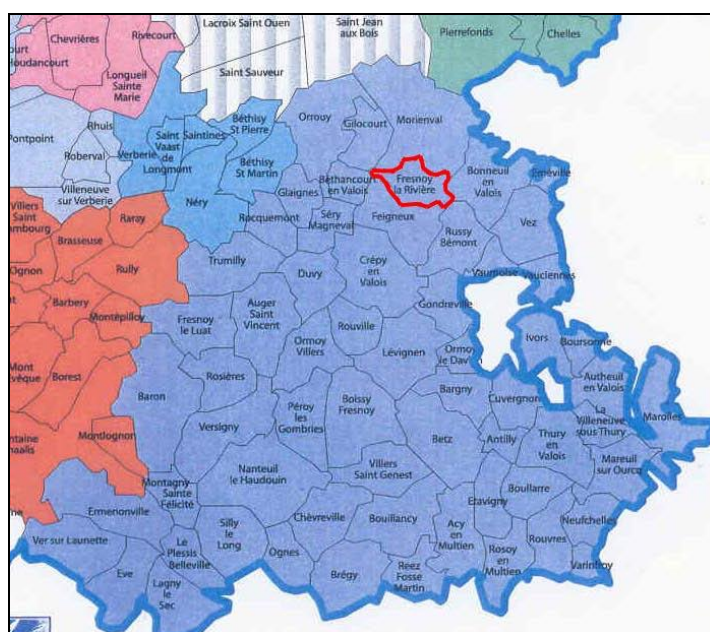 Lacroix Saint Ouen
Saint Jean
aux Bois
Pierrefonds
Chelles
Chevrières
Rivecourt
Longueil
Sainte
Marie
Saint Sauveur
Pontpoint
Rhuis
Roberval
Verberie
Saint
Vaast
de
Longmont
Saintines
Béthisy
St Pierre
Béthisy
St Martin
Villeneuve
sur Verberie
Néry
Orrouy
Gilocourt
Morienval
Béthancourt
en Valois
Fresnoy
la Rivière
Bonneuil
en
Valois
Eméville
Glaignes
Rocquemont
Séry
Magneval
Feigneux
Russy
Bémont
Vez
Villers
Saint
Raray
Brasseuse
Rully
Ognon
Barbery
Montépilloy
Trumilly
Duvy
Crépy
en
Valois
Vaumoise
Vauciennes
Gondreville
Fresnoy
le Luat
Auger
Saint
Vincent
Ormoy
Villers
Rouville
Lévignen
Ormoy
le Davien
Ivors
Boursonne
Autheuil
en Valois
Mont
Borest
Baron
Rosières
Versigny
Péroy
les
Gombries
Boissy
Fresnoy
Bargny
Cuvergnon
Betz
Antilly
Thury
en
Valois
La
Villeneuve
sous Thury
Marolles
Mareuil
sur Ourcq
Montlognon
Montagny
Sainte
Félicité
Nanteuil
le Haudouin
Villers
Saint Genest
Boullarre
Etavigny
Ermenonville
Ver sur Launette
Silly
le
Long
Chèvreville
Bouillancy
Acy
en
Multien
Neufchelles
Rouvres
Rosoy
en
Multien
Varinfroy
Le
Plessis
Belleville
Eve
Lagny
le
Sec
Ognes
Brégy
Reez
Fosse
Martin